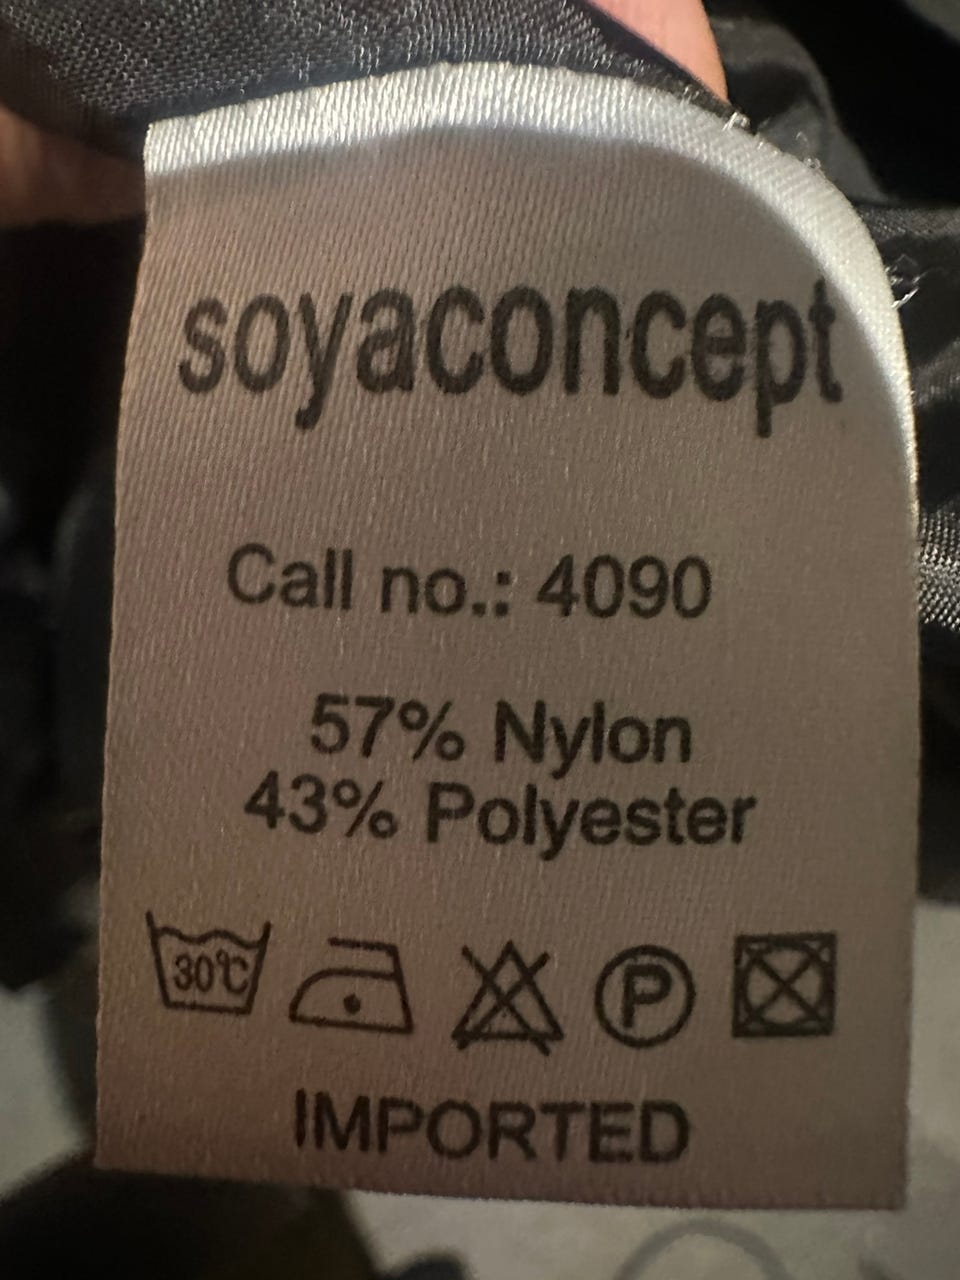 soyaconcept
Call no.: 4090
57% Nylon
43% Polyester
30°C
P
IMPORTED